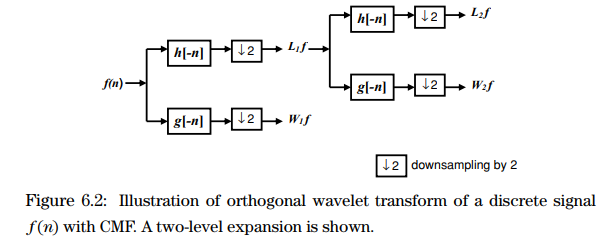 h[-n] ↓2 L₂f
h[-n] ↓2 L₁f
f(n)
g[-n] ↓2 W₂f
g[-n] ↓2 W₁f
↓2 downsampling by 2
Figure 6.2: Illustration of orthogonal wavelet transform of a discrete signal
f(n) with CMF. A two-level expansion is shown.